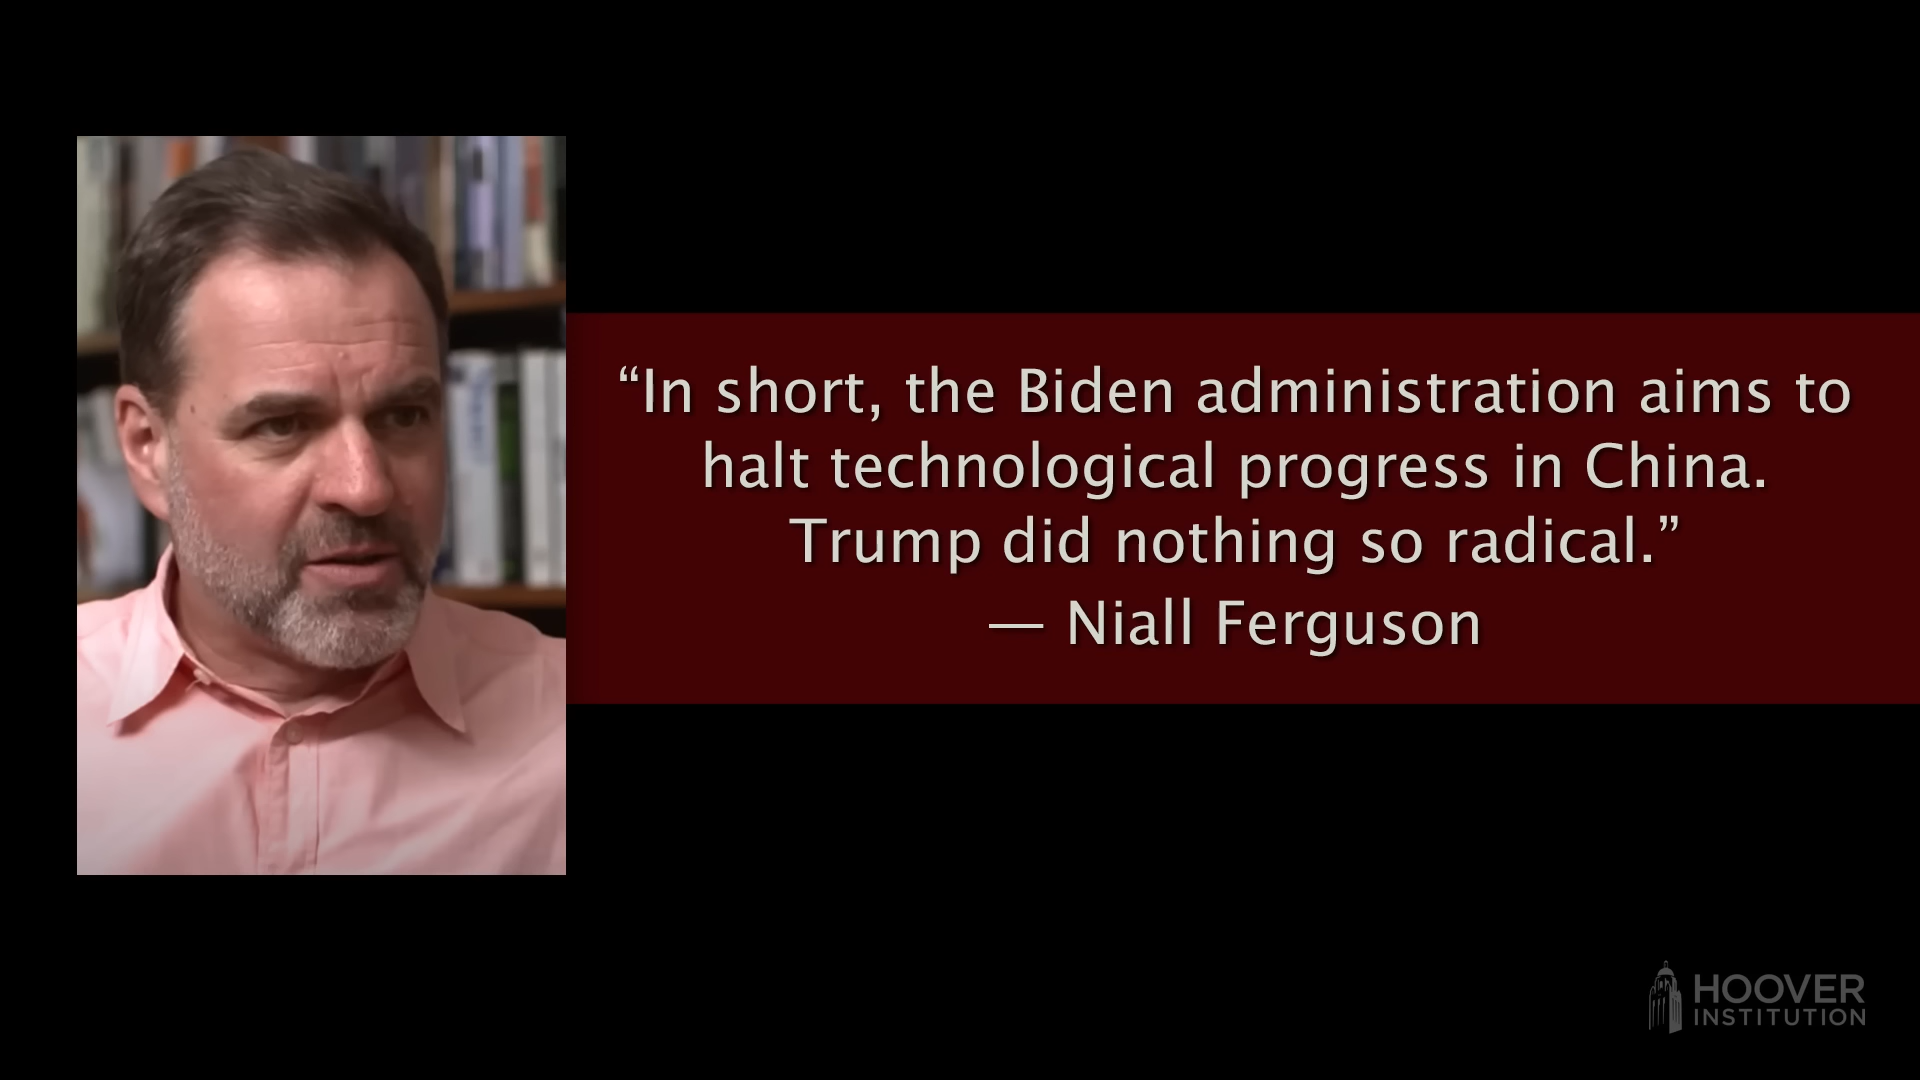 “In short, the Biden administration aims to
halt technological progress in China.
Trump did nothing so radical.”
— Niall Ferguson
HOOVER
INSTITUTION